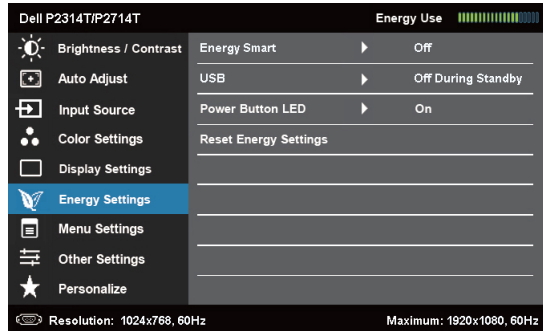 Dell P2314T/P2714T Energy Use
Brightness / Contrast Energy Smart Off
Auto Adjust USB Off During Standby
Input Source Power Button LED On
Color Settings Reset Energy Settings
Display Settings
Energy Settings
Menu Settings
Other Settings
Personalize
Resolution: 1024x768, 60Hz Maximum: 1920x1080, 60Hz